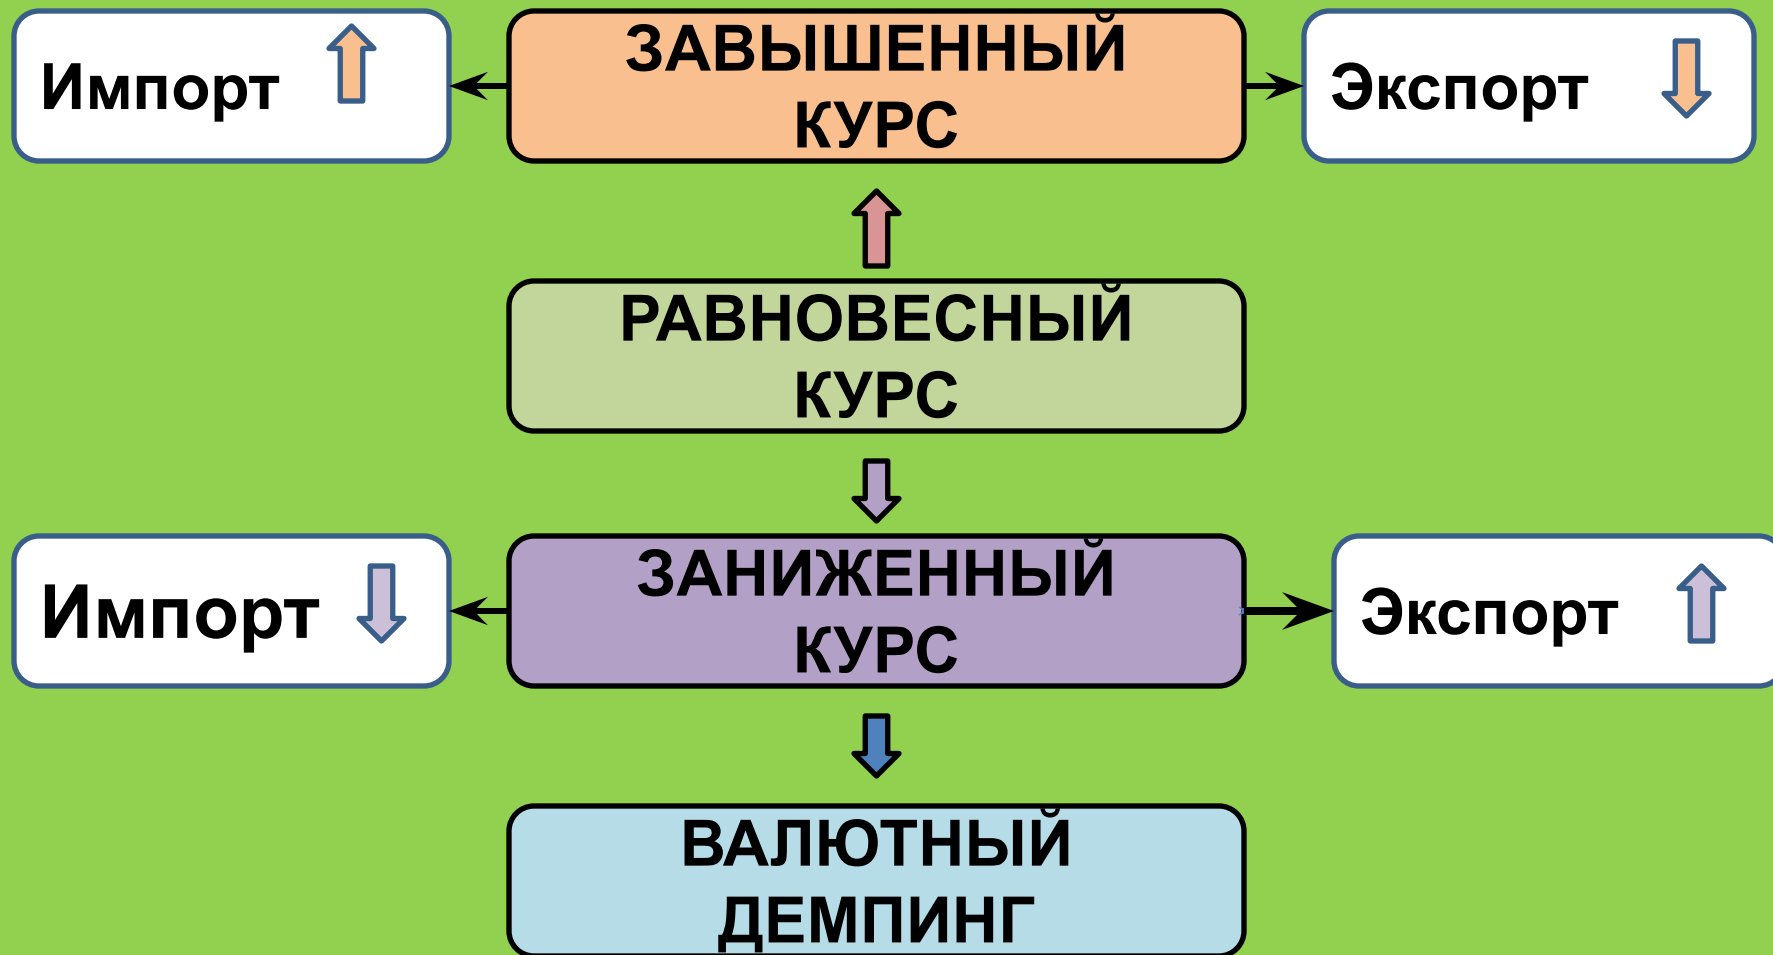 Импорт
ЗАВЫШЕННЫЙ
КУРС
Экспорт
РАВНОВЕСНЫЙ
КУРС
Импорт
ЗАНИЖЕННЫЙ
КУРС
Экспорт
ВАЛЮТНЫЙ
ДЕМПИНГ